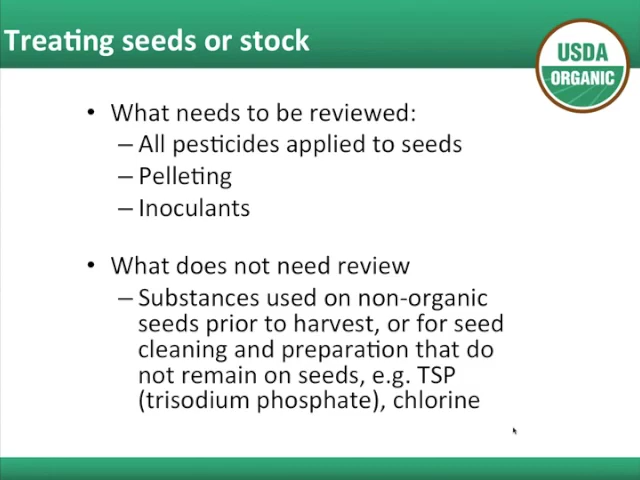 Treating seeds or stock
USDA
ORGANIC
• What needs to be reviewed:
– All pesticides applied to seeds
– Pelleting
– Inoculants
• What does not need review
– Substances used on non-organic
seeds prior to harvest, or for seed
cleaning and preparation that do
not remain on seeds, e.g. TSP
(trisodium phosphate), chlorine